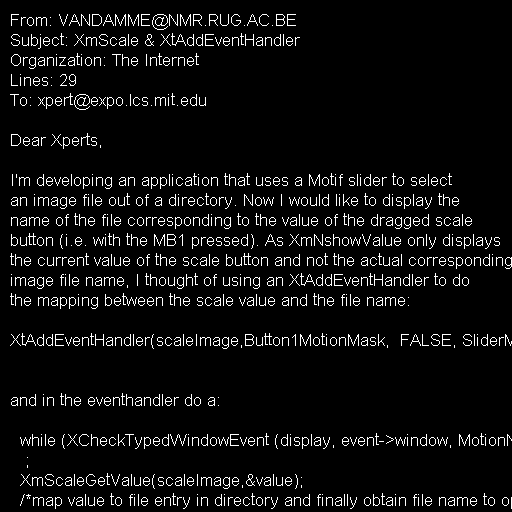 From: VANDAMME@NMR.RUG.AC.BE
Subject: XmScale & XtAddEventHandler
Organization: The Internet
Lines: 29
To: xpert@expo.lcs.mit.edu
Dear Xperts,
I'm developing an application that uses a Motif slider to select
an image file out of a directory. Now I would like to display the
name of the file corresponding to the value of the dragged scale
button (i.e. with the MB1 pressed). As XmNshowValue only displays
the current value of the scale button and not the actual corresponding
image file name, I thought of using an XtAddEventHandler to do
the mapping between the scale value and the file name:
XtAddEventHandler(scaleImage,Button1MotionMask,  FALSE,
and in the eventhandler do a:
while (XCheckTypedWindowEvent (display, event->window,
;
XmScaleGetValue(scaleImage,&value);
/*map value to file entry in directory and finally obtain file name to